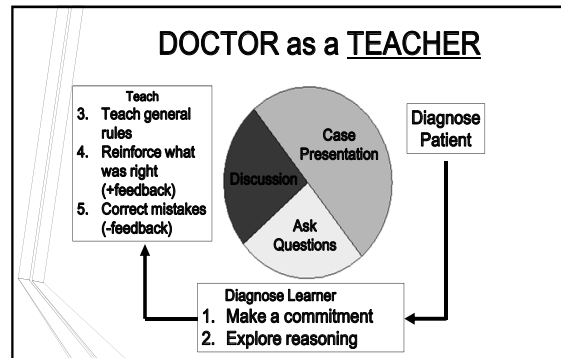 DOCTOR as a TEACHER
Teach
3. Teach general
rules
4. Reinforce what
was right
(+feedback)
5. Correct mistakes
(-feedback)
Case
Presentation
Discussion
Ask
Questions
Diagnose
Patient
Diagnose Learner
1. Make a commitment
2. Explore reasoning